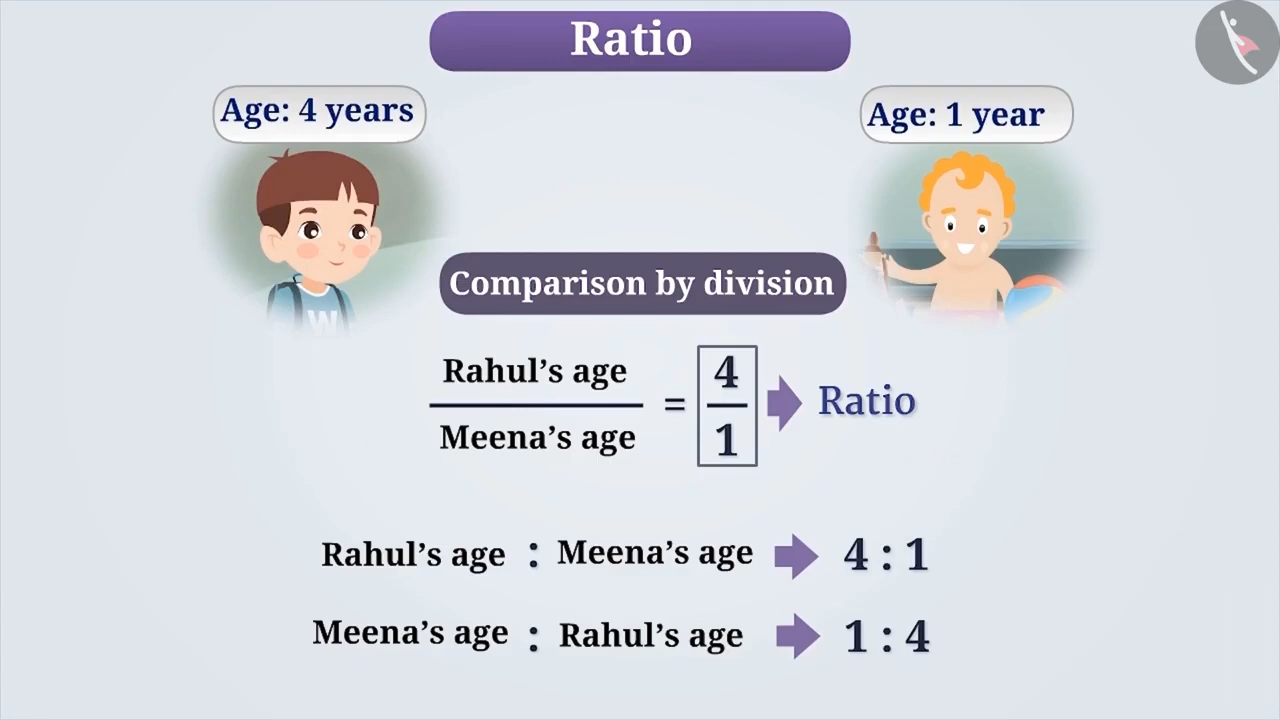 Ratio
Age: 4 years
Age: 1 year
W
Comparison by division
Rahul’s age
Meena’s age
=
4
1
Ratio
Rahul’s age : Meena’s age 4 : 1
Meena’s age : Rahul’s age 1 : 4